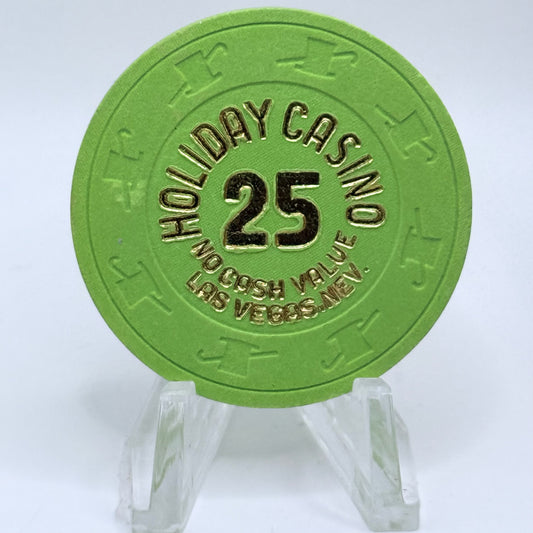 HOLIDAY CASINO
25
NO CASH VALUE
LAS VEGAS, NEV.